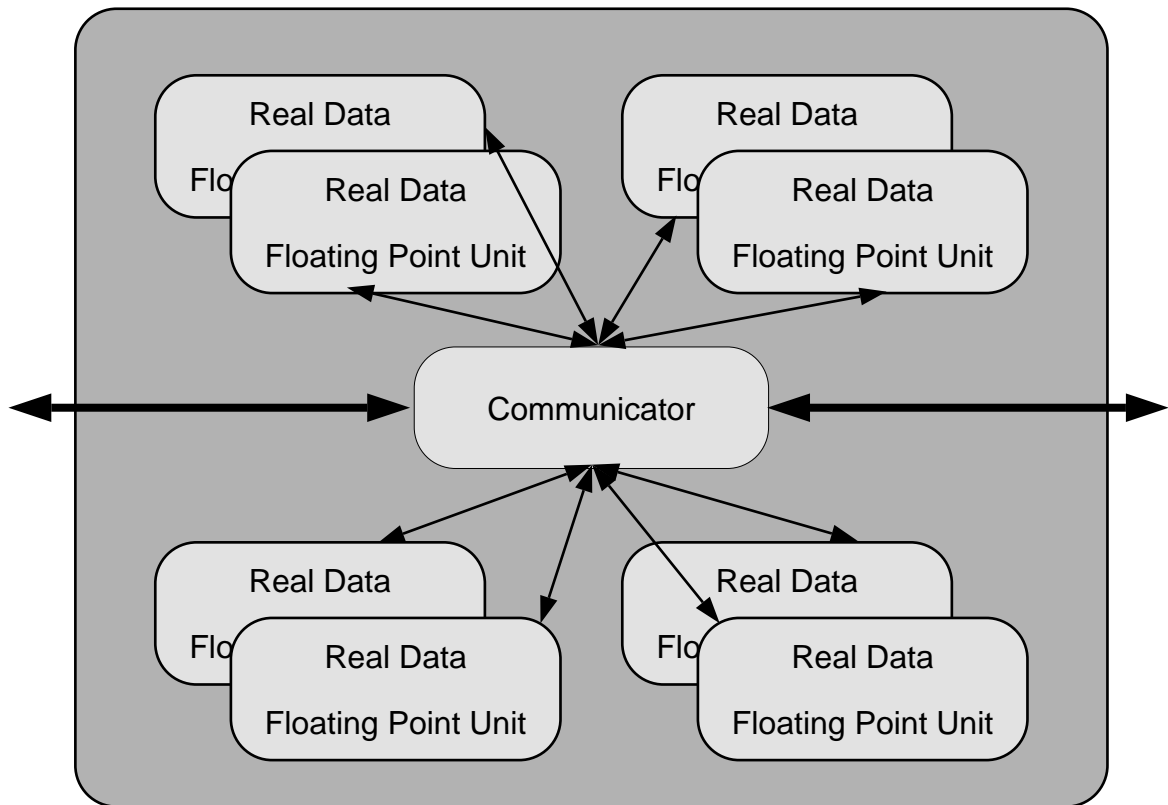 Real Data
Flo
Real Data
Floating Point Unit
Real Data
Flo
Real Data
Floating Point Unit
Communicator
Real Data
Flo
Real Data
Floating Point Unit
Real Data
Flo
Real Data
Floating Point Unit